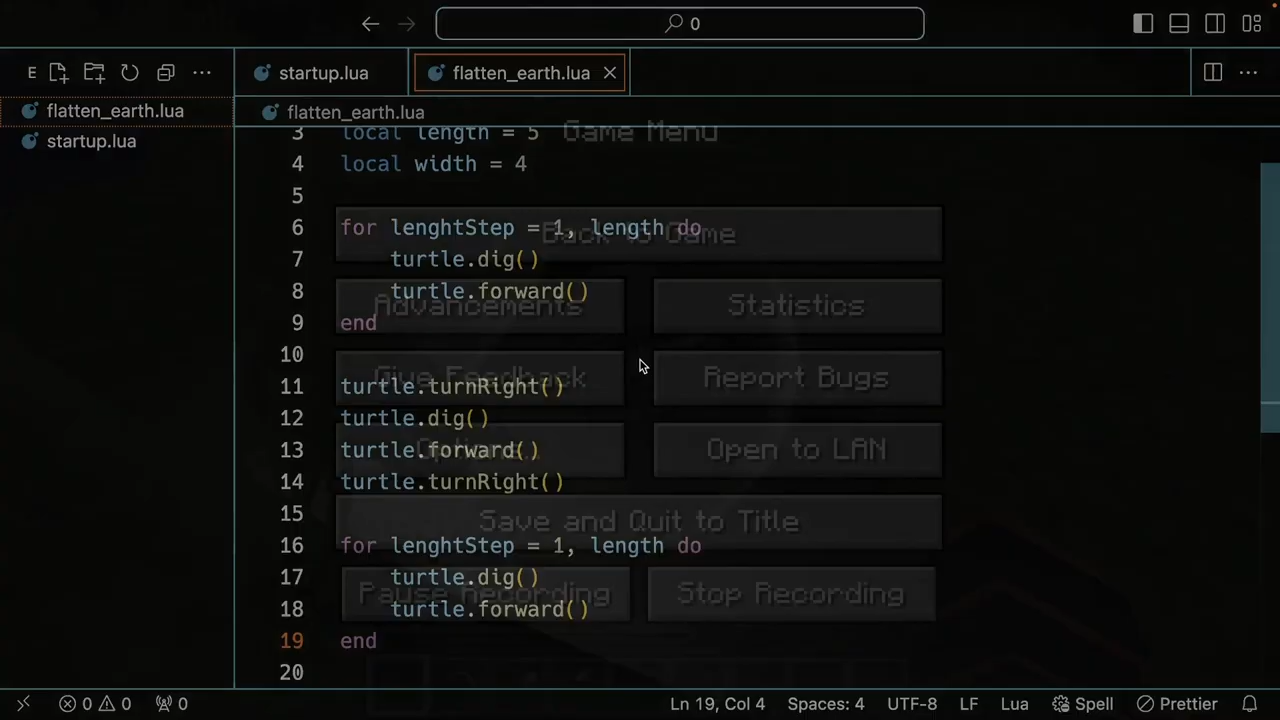 0
E
startup.lua
flatten_earth.lua
flatten_earth.lua
startup.lua
flatten_earth.lua
3 local length = 5
Game Menu
4 local width = 4
5
6 for lenghtStep = 1, length do
Back to Game
7 turtle.dig()
8 turtle.forward()
Advancements
Statistics
9 end
10
Give Feedback
Report Bugs
11 turtle.turnRight()
12 turtle.dig()
13 turtle.forward()
Open to LAN
14 turtle.turnRight()
15
Save and Quit to Title
16 for lenghtStep = 1, length do
17 turtle.dig()
Pause Recording
Stop Recording
18 turtle.forward()
19 end
20
0 0 0 Ln 19, Col 4 Spaces: 4 UTF-8 LF Lua Spell Prettier